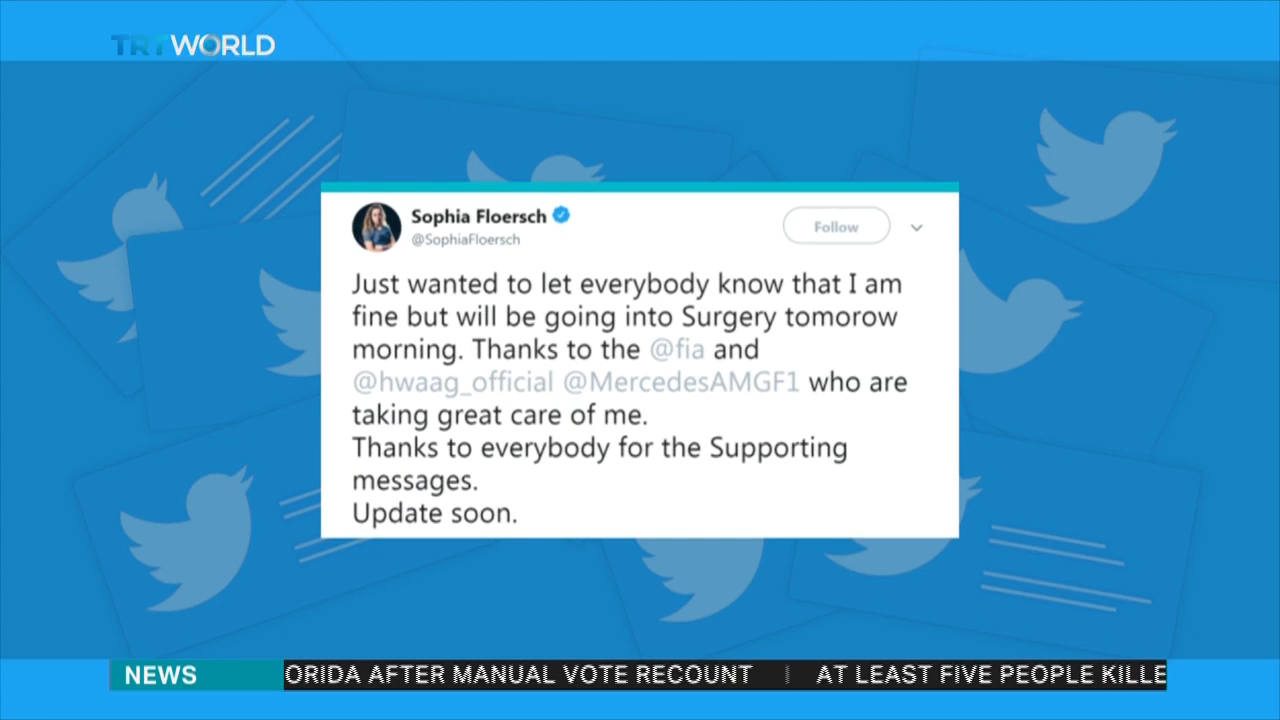 TRT WORLD
Sophia Floersch
@SophiaFloersch
Follow
Just wanted to let everybody know that I am
fine but will be going into Surgery tomorow
morning. Thanks to the @fia and
@hwaag_official @MercedesAMGF1 who are
taking great care of me.
Thanks to everybody for the Supporting
messages.
Update soon.
NEWS
ORIDA AFTER MANUAL VOTE RECOUNT | AT LEAST FIVE PEOPLE KILLE